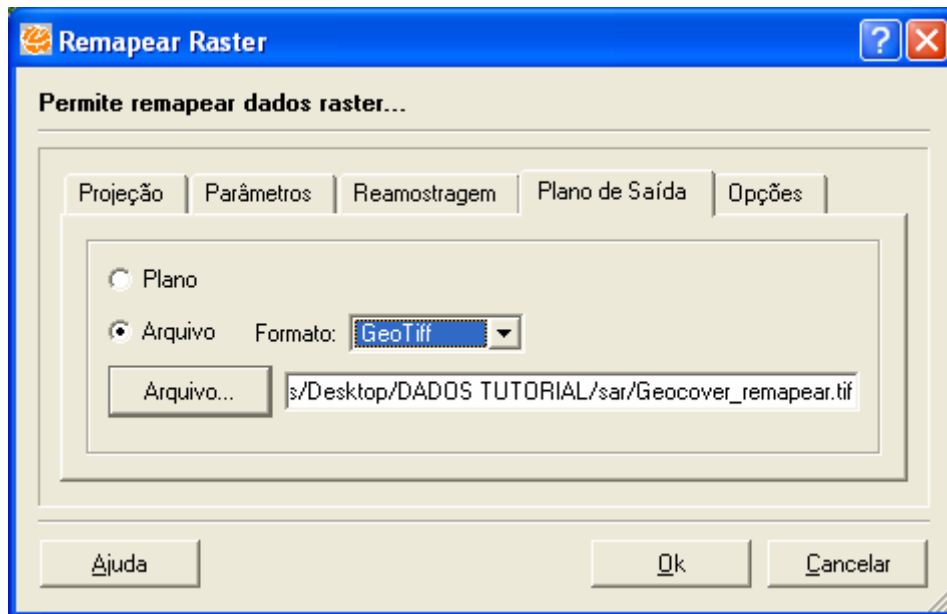 Remapear Raster
Permite remapear dados raster...
Projeção Parâmetros Reamostragem Plano de Saída Opções
Plano
Arquivo Formato: GeoTiff
Arquivo... s/Desktop/DADOS TUTORIAL/sar/Geocover_remapear.tif
Ajuda Ok Cancelar